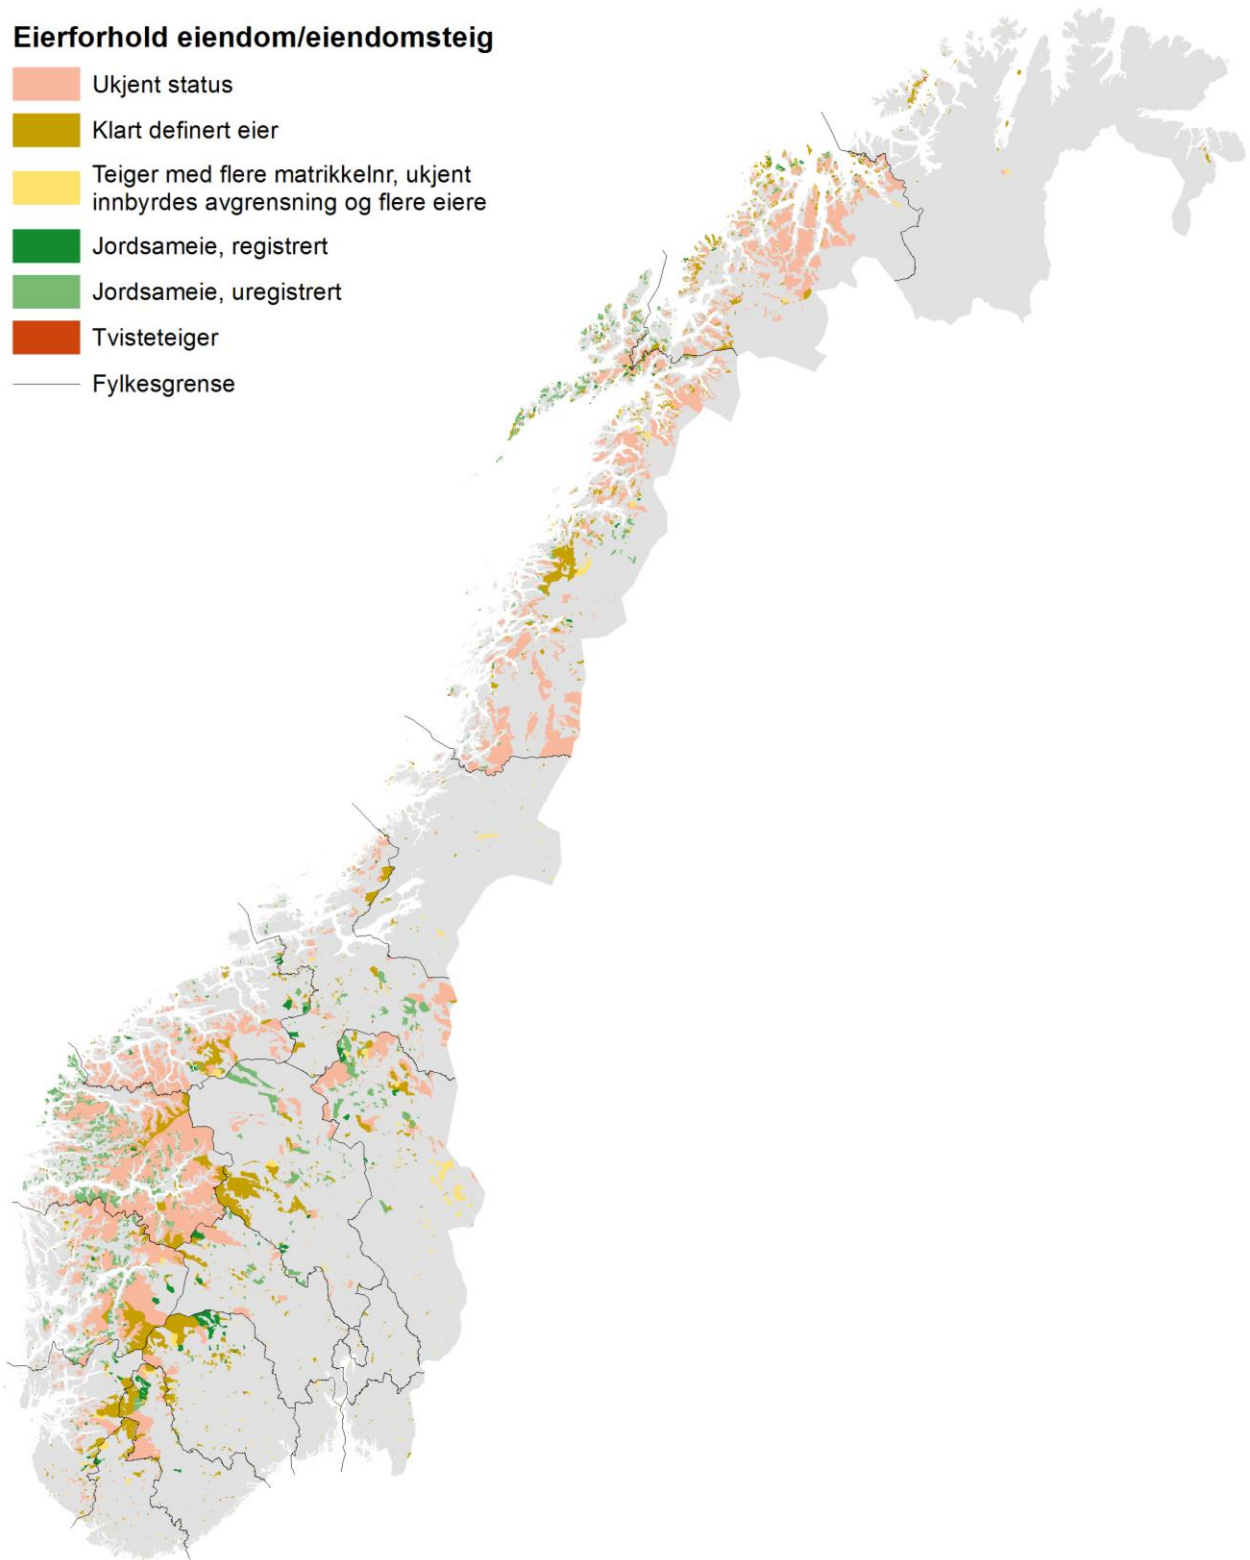 Eierforhold eiendom/eiendomsteig
Ukjent status
Klart definert eier
Teiger med flere matrikkelnr, ukjent
innbyrdes avgrensning og flere eiere
Jordsameie, registrert
Jordsameie, uregistrert
Tvisteteiger
Fylkesgrense